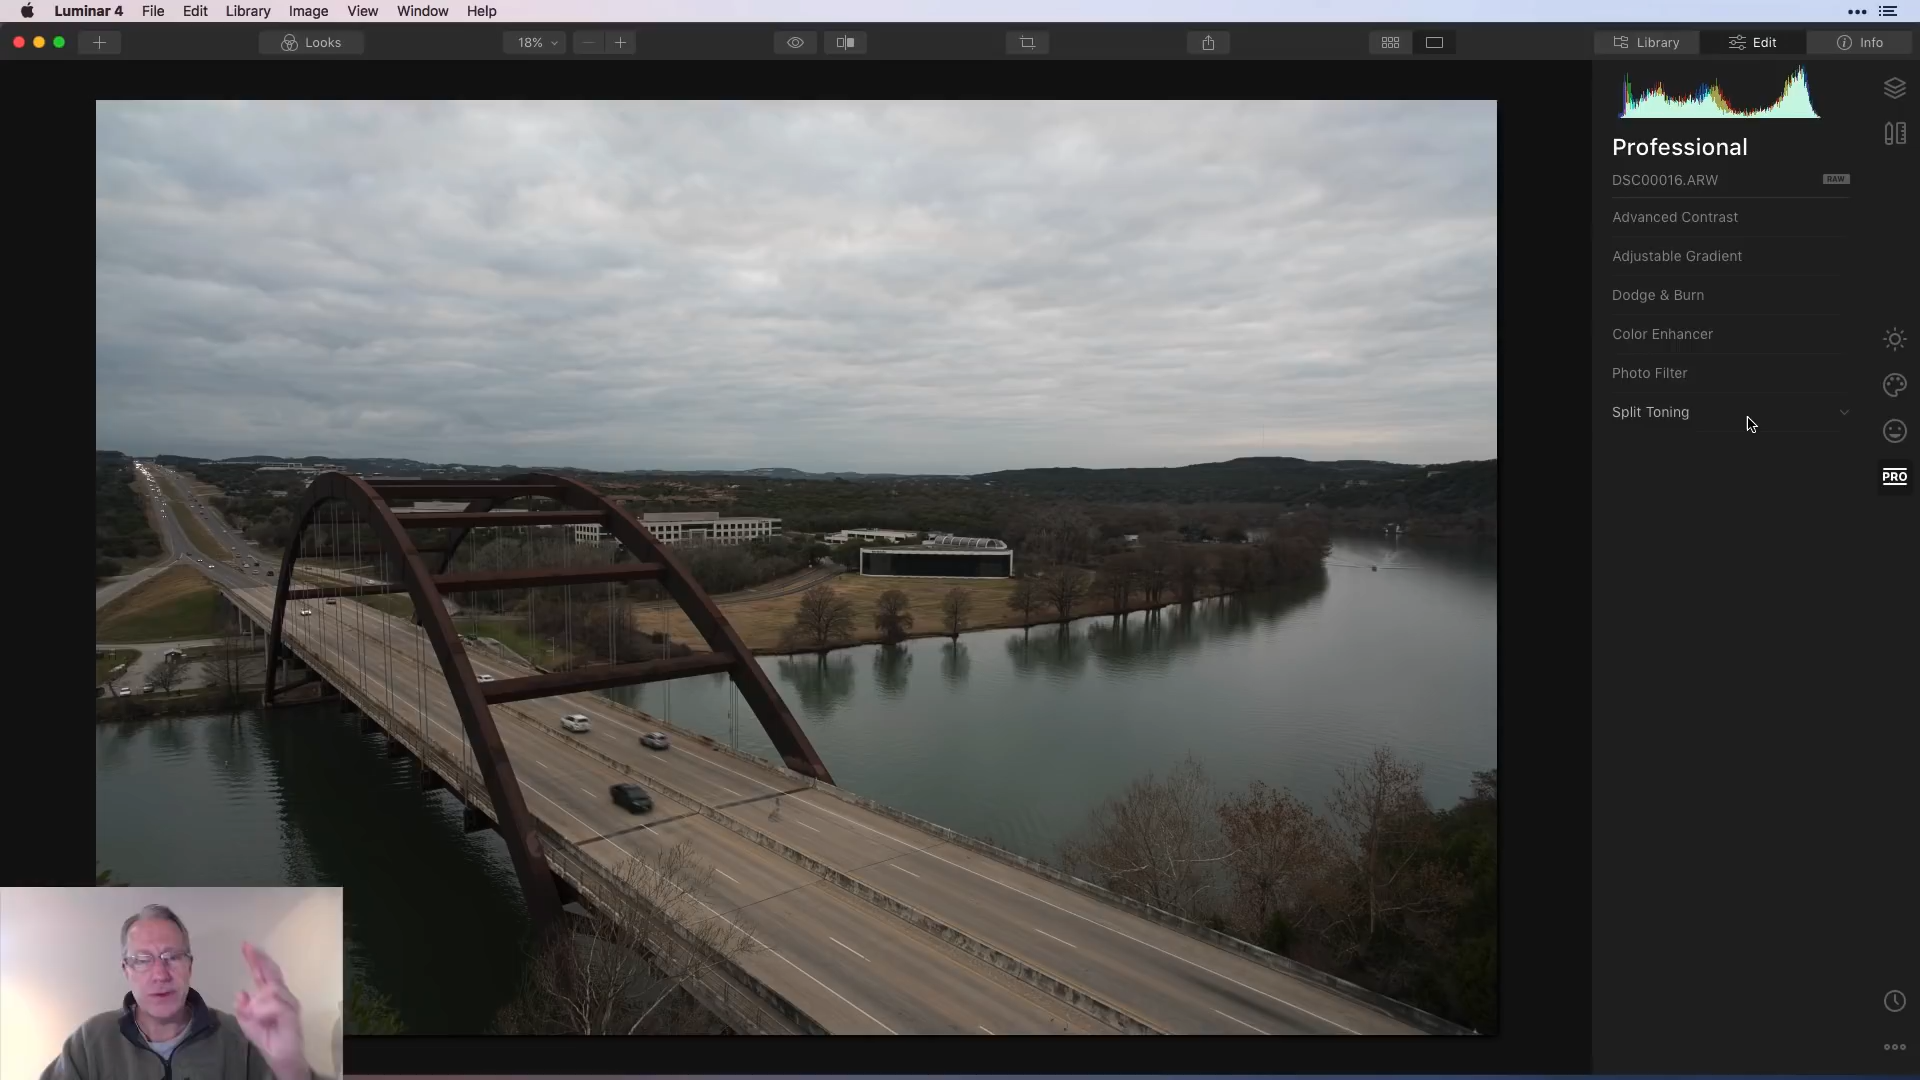 Luminar 4 File Edit Library Image View Window Help
Looks 18% Library Edit Info
Professional
DSC00016.ARW RAW
Advanced Contrast
Adjustable Gradient
Dodge & Burn
Color Enhancer
Photo Filter
Split Toning
PRO